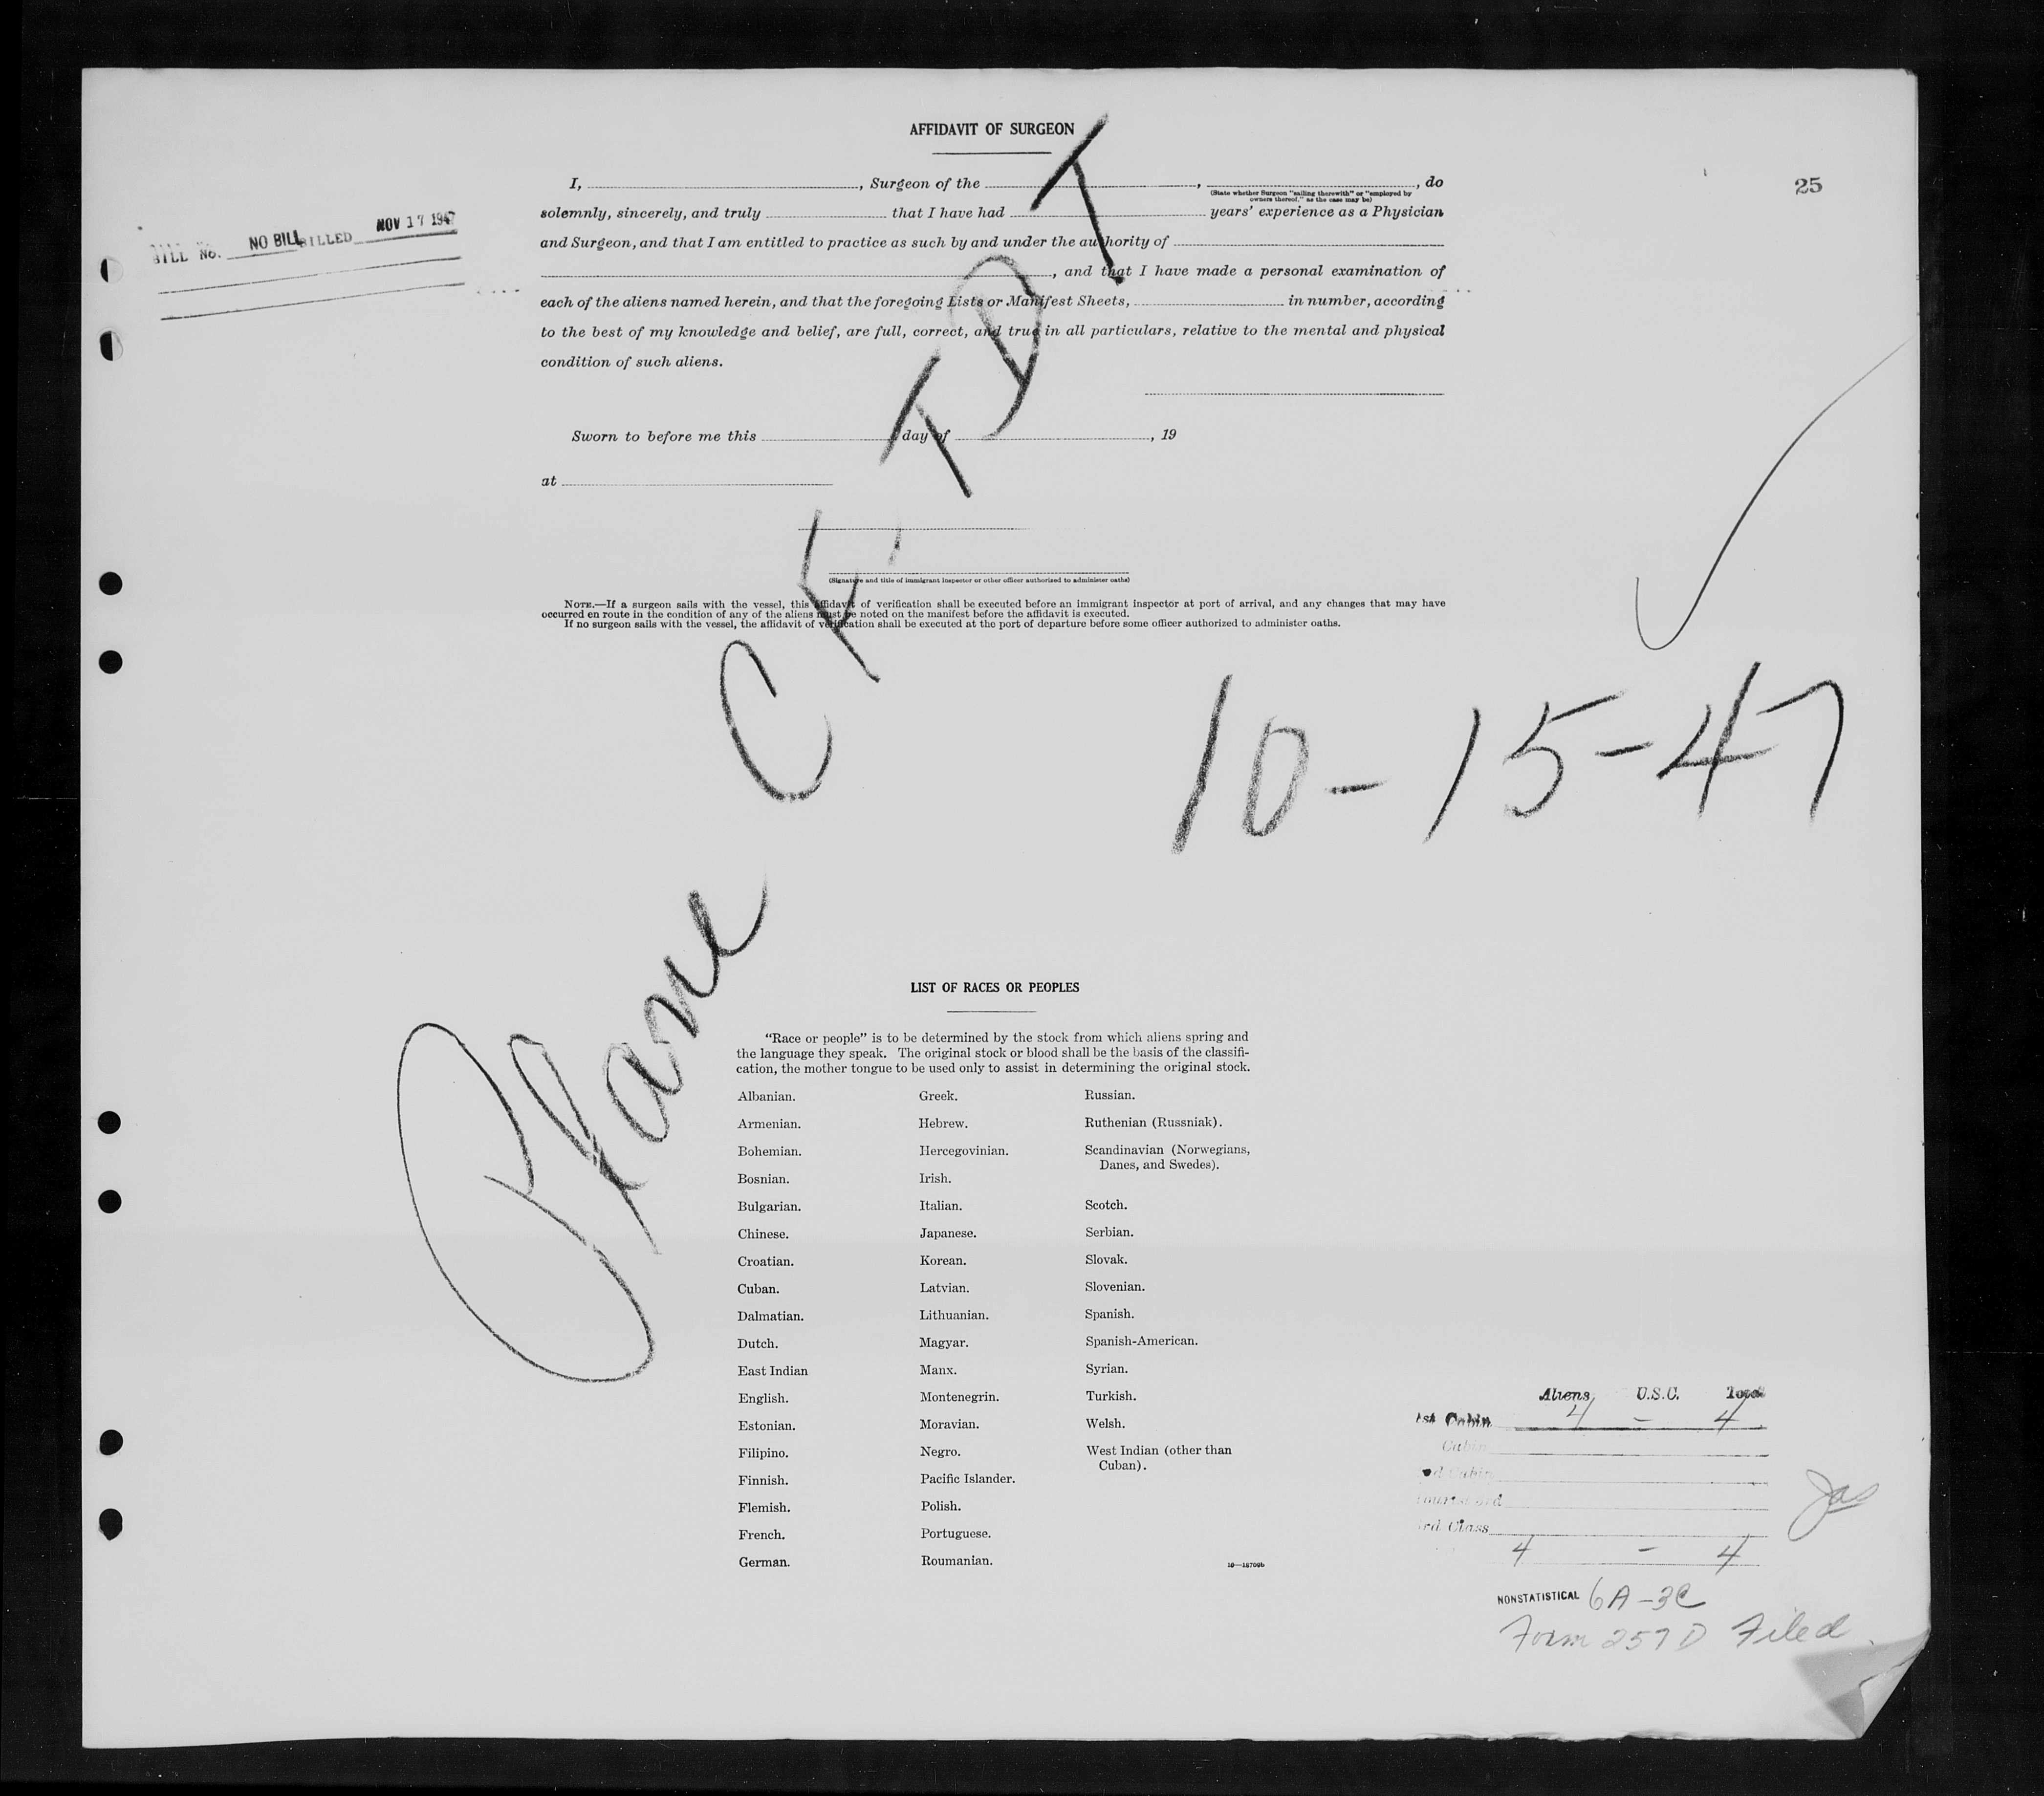 AFFIDAVIT OF SURGEON
25
I, , Surgeon of the , , do
(State whether Surgeon "sailing therewith" or "employed by
owners thereof," as the case may be)
solemnly, sincerely, and truly that I have had years' experience as a Physician
and Surgeon, and that I am entitled to practice as such by and under the authority of
, and that I have made a personal examination of
each of the aliens named herein, and that the foregoing Lists or Manifest Sheets, in number, according
to the best of my knowledge and belief, are full, correct, and true in all particulars, relative to the mental and physical
condition of such aliens.
BILL No. NO BILL BILLED NOV 17 1947
Sworn to before me this day of , 19
at
(Signature and title of immigrant inspector or other officer authorized to administer oaths)
NOTE.—If a surgeon sails with the vessel, this affidavit of verification shall be executed before an immigrant inspector at port of arrival, and any changes that may have
occurred en route in the condition of any of the aliens must be noted on the manifest before the affidavit is executed.
If no surgeon sails with the vessel, the affidavit of verification shall be executed at the port of departure before some officer authorized to administer oaths.
Plane CF-TDT
10-15-47
LIST OF RACES OR PEOPLES
"Race or people" is to be determined by the stock from which aliens spring and
the language they speak. The original stock or blood shall be the basis of the classifi-
cation, the mother tongue to be used only to assist in determining the original stock.
Albanian.
Armenian.
Bohemian.
Bosnian.
Bulgarian.
Chinese.
Croatian.
Cuban.
Dalmatian.
Dutch.
East Indian
English.
Estonian.
Filipino.
Finnish.
Flemish.
French.
German.
Greek.
Hebrew.
Hercegovinian.
Irish.
Italian.
Japanese.
Korean.
Latvian.
Lithuanian.
Magyar.
Manx.
Montenegrin.
Moravian.
Negro.
Pacific Islander.
Polish.
Portuguese.
Roumanian.
Russian.
Ruthenian (Russniak).
Scandinavian (Norwegians,
Danes, and Swedes).
Scotch.
Serbian.
Slovak.
Slovenian.
Spanish.
Spanish-American.
Syrian.
Turkish.
Welsh.
West Indian (other than
Cuban).
Aliens U.S.C. Total
1st Cabin 4 - 4
Cabin
Cabin
3rd Class
4 - 4
NONSTATISTICAL 6A-3C
Form 257D Filed